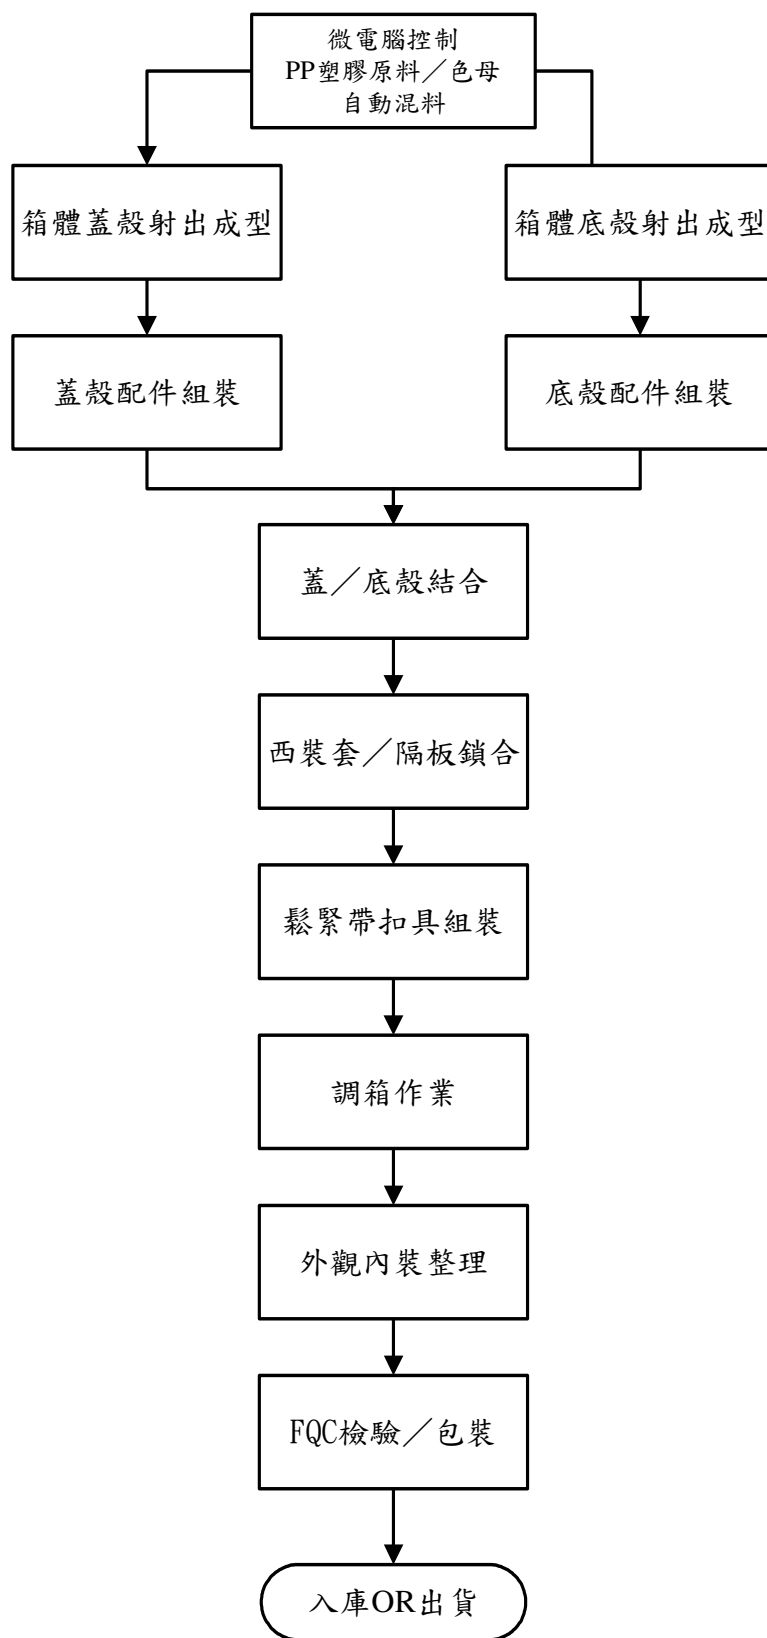 微電腦控制
PP塑膠原料／色母
自動混料
箱體蓋殼射出成型
箱體底殼射出成型
蓋殼配件組裝
底殼配件組裝
蓋／底殼結合
西裝套／隔板鎖合
鬆緊帶扣具組裝
調箱作業
外觀內裝整理
FQC檢驗／包裝
入庫OR出貨